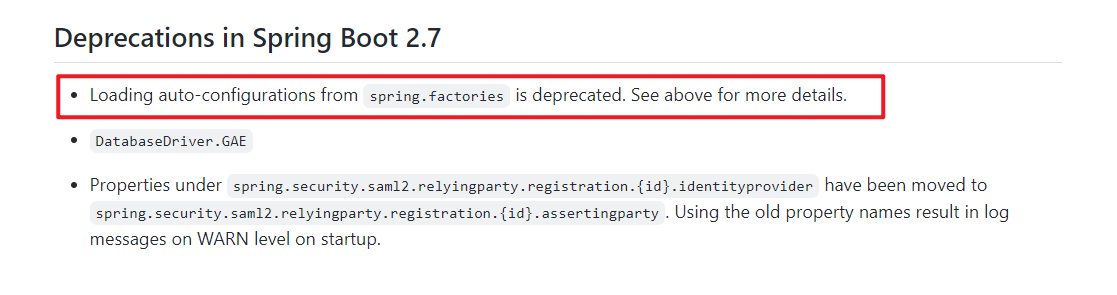 Deprecations in Spring Boot 2.7
• Loading auto-configurations from spring.factories is deprecated. See above for more details.
• DatabaseDriver.GAE
• Properties under spring.security.saml2.relyingparty.registration.{id}.identityprovider have been moved to
spring.security.saml2.relyingparty.registration.{id}.assertingparty. Using the old property names result in log
messages on WARN level on startup.